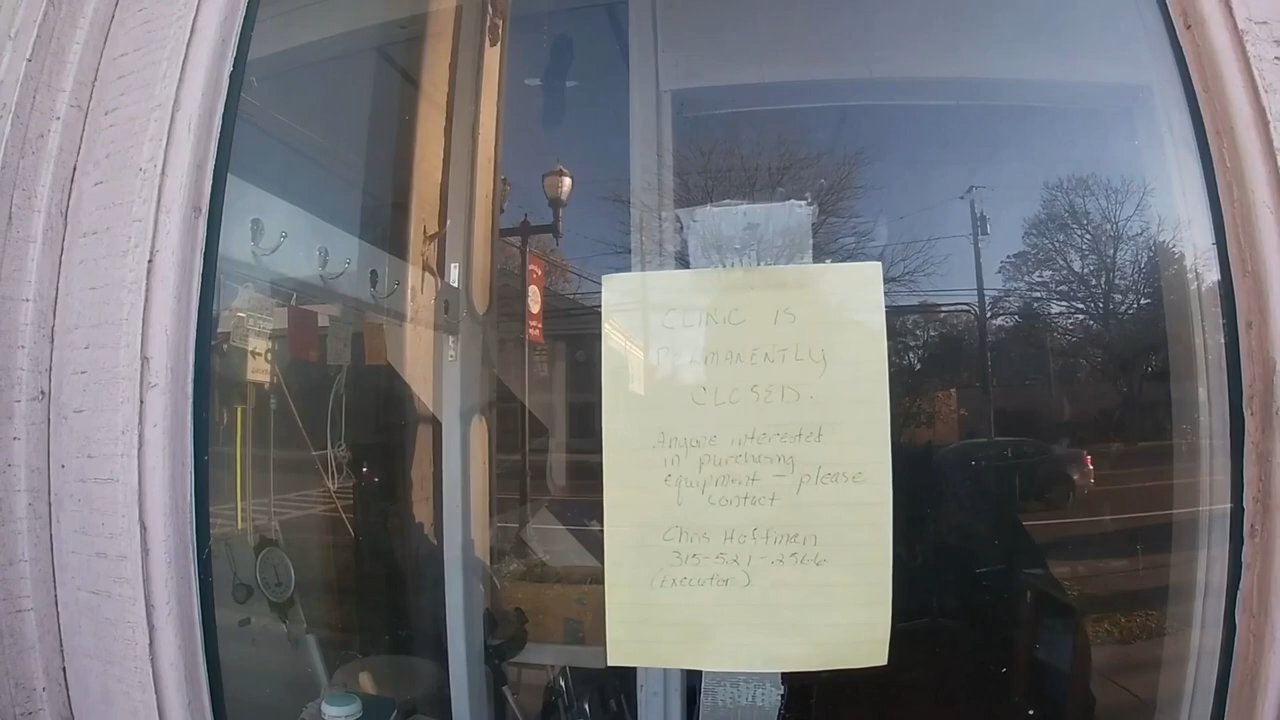 CLINIC IS
PERMANENTLY
CLOSED.
Anyone interested
in purchasing
equipment - please
contact
Chris Hoffman
315-521-2566
(Executor)